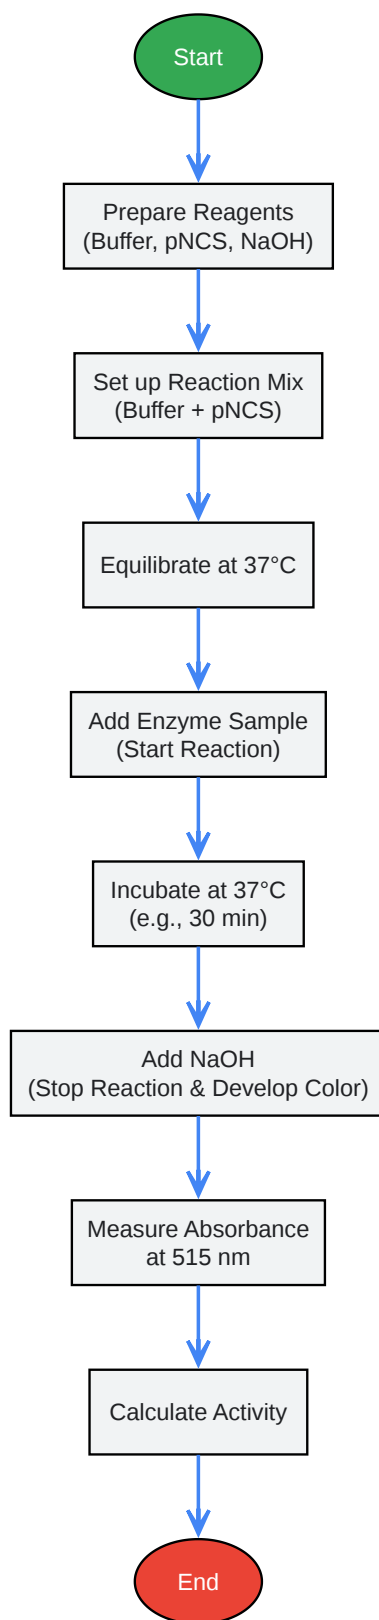 Start
Prepare Reagents
(Buffer, pNCS, NaOH)
Set up Reaction Mix
(Buffer + pNCS)
Equilibrate at 37°C
Add Enzyme Sample
(Start Reaction)
Incubate at 37°C
(e.g., 30 min)
Add NaOH
(Stop Reaction & Develop Color)
Measure Absorbance
at 515 nm
Calculate Activity
End